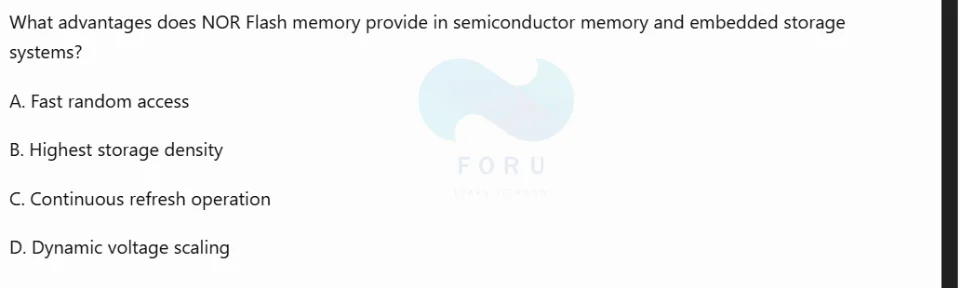 What advantages does NOR Flash memory provide in semiconductor memory and embedded storage
systems?
A. Fast random access
B. Highest storage density
FORU
C. Continuous refresh operation
D. Dynamic voltage scaling